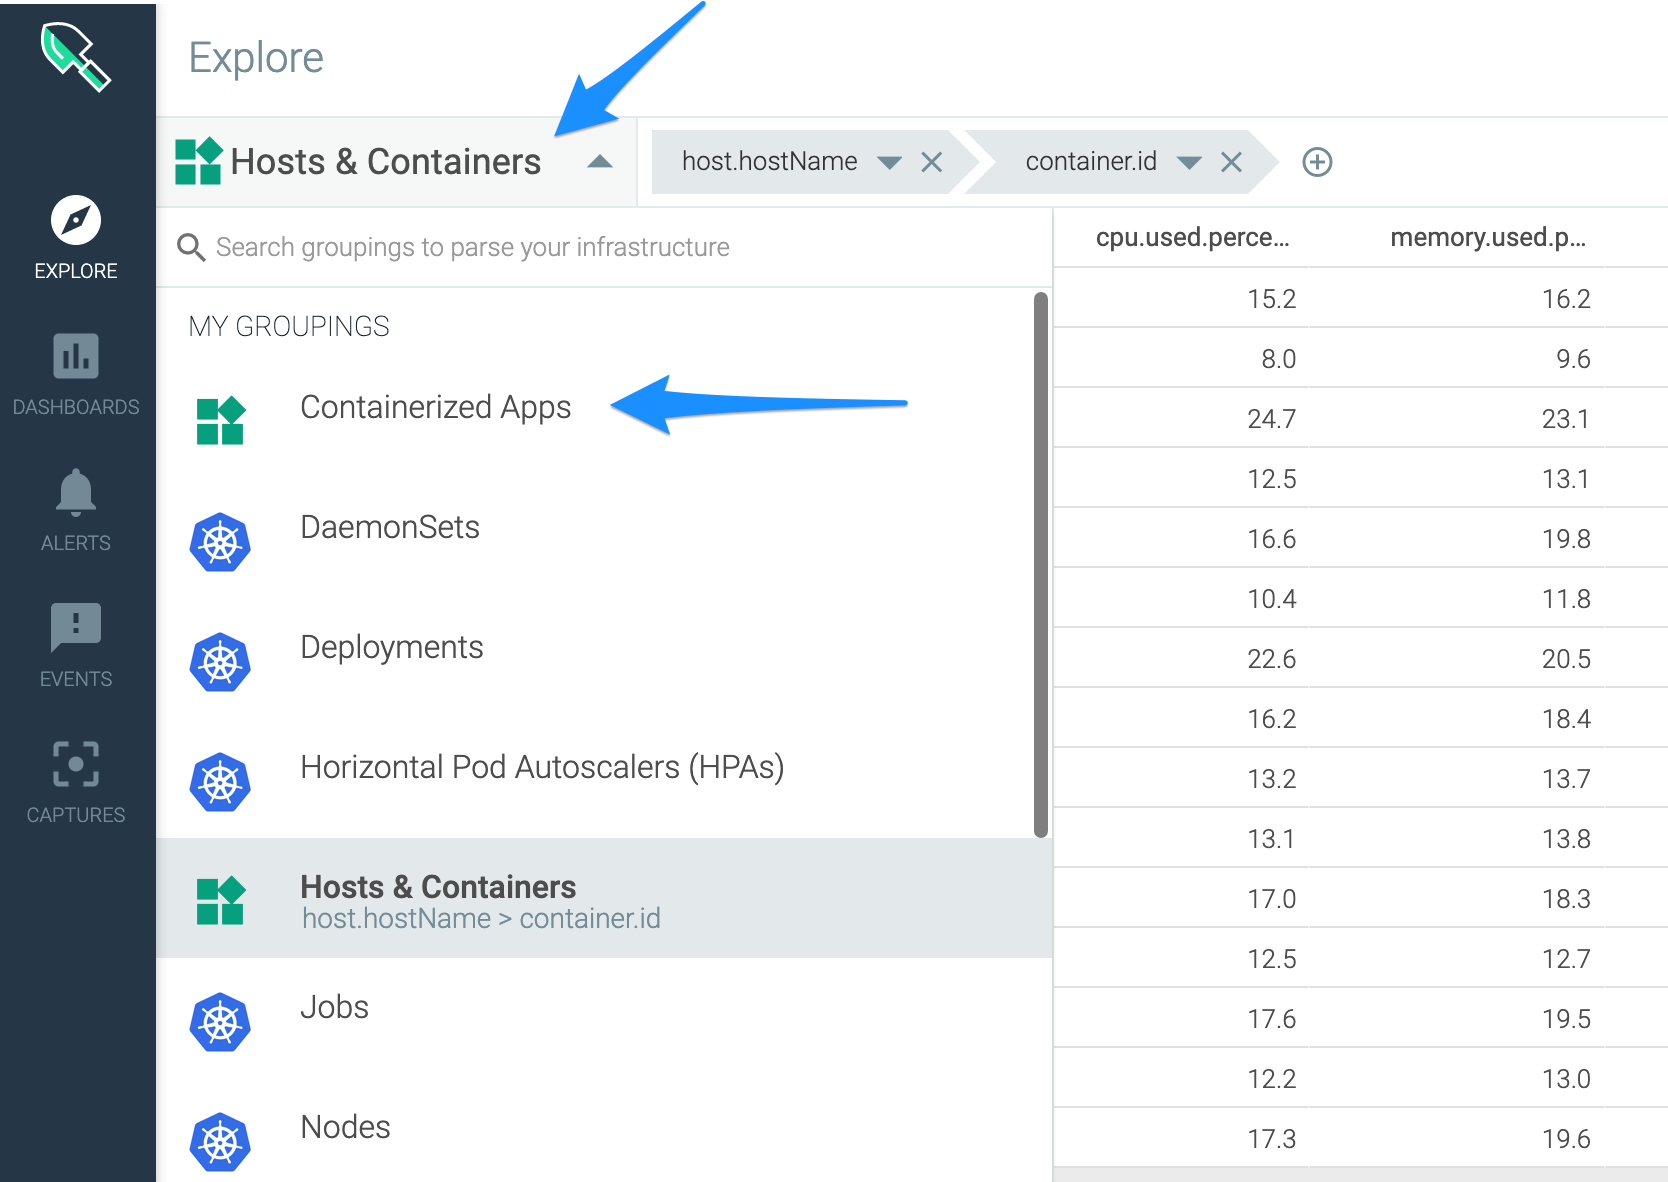 Explore
Hosts & Containers
host.hostName
container.id
Search groupings to parse your infrastructure
MY GROUPINGS
Containerized Apps
DaemonSets
Deployments
Horizontal Pod Autoscalers (HPAs)
Hosts & Containers
host.hostName > container.id
Jobs
Nodes
EXPLORE
DASHBOARDS
ALERTS
EVENTS
CAPTURES
cpu.used.perce... memory.used.p...
15.2 16.2
8.0 9.6
24.7 23.1
12.5 13.1
16.6 19.8
10.4 11.8
22.6 20.5
16.2 18.4
13.2 13.7
13.1 13.8
17.0 18.3
12.5 12.7
17.6 19.5
12.2 13.0
17.3 19.6